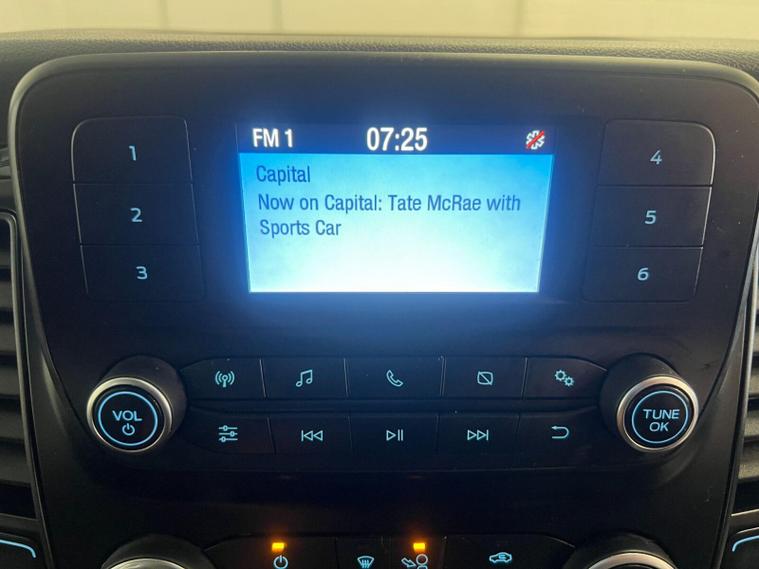 FM 1 07:25
Capital
Now on Capital: Tate McRae with
Sports Car
1
2
3
4
5
6
VOL
TUNE
OK